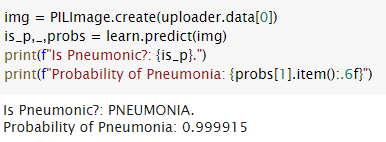 img = PILImage.create(uploader.data[0])
is_p,_,probs = learn.predict(img)
print(f"Is Pneumonic?: {is_p}.")
print(f"Probability of Pneumonia: {probs[1].item():.6f}")
Is Pneumonic?: PNEUMONIA.
Probability of Pneumonia: 0.999915